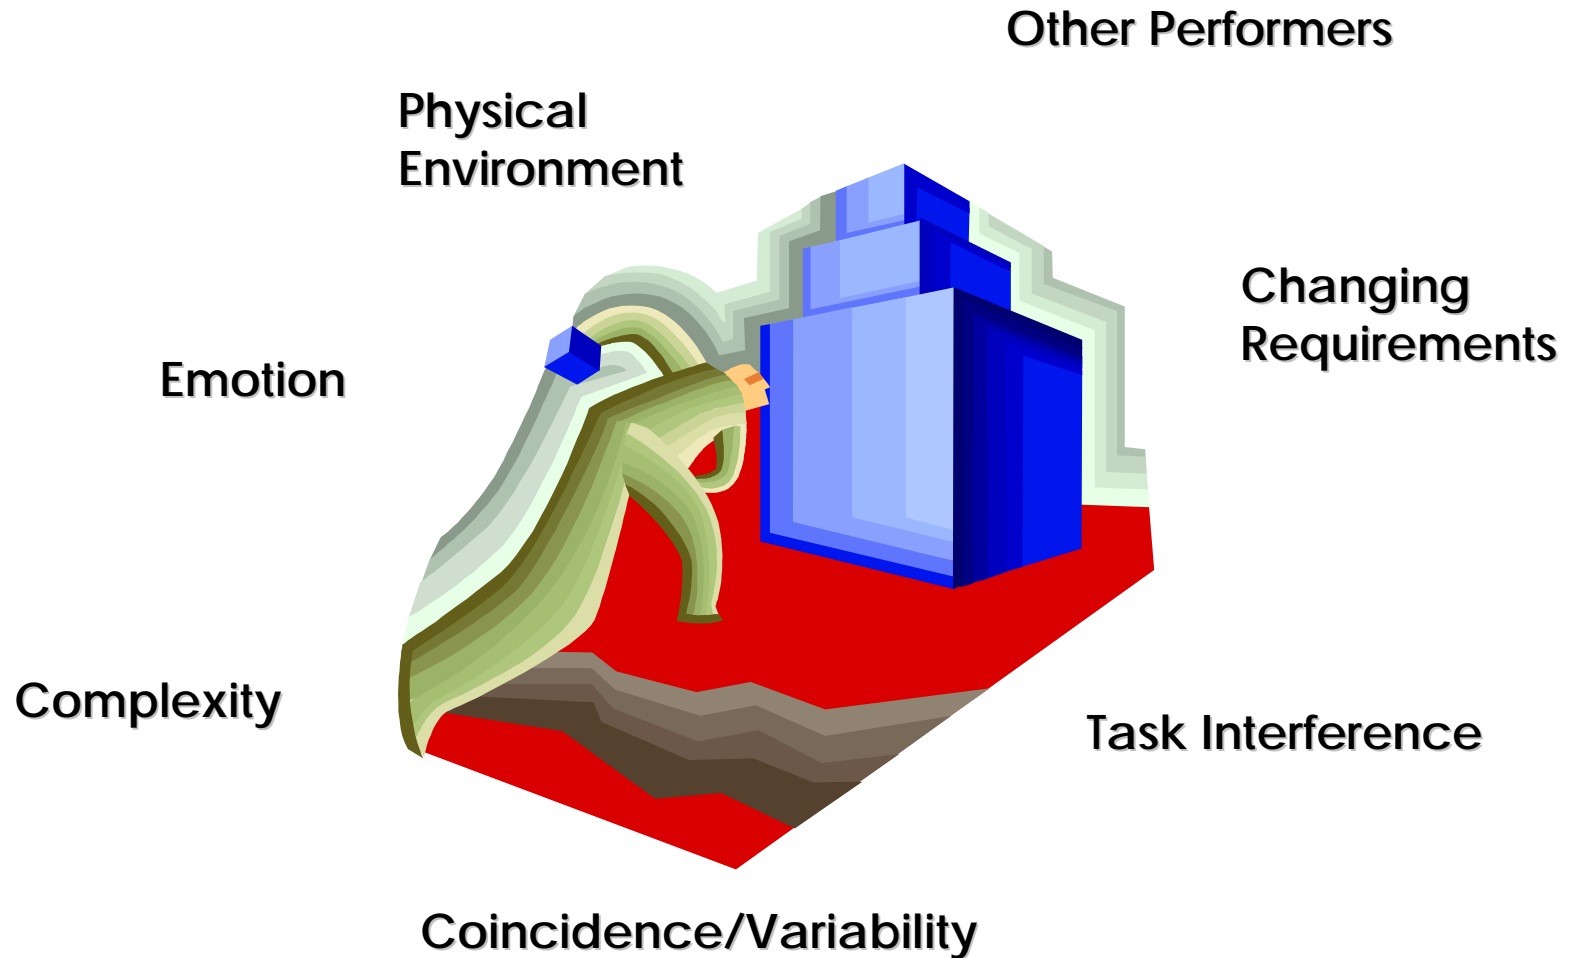 Other Performers
Physical
Environment
Changing
Requirements
Emotion
Complexity
Task Interference
Coincidence/Variability